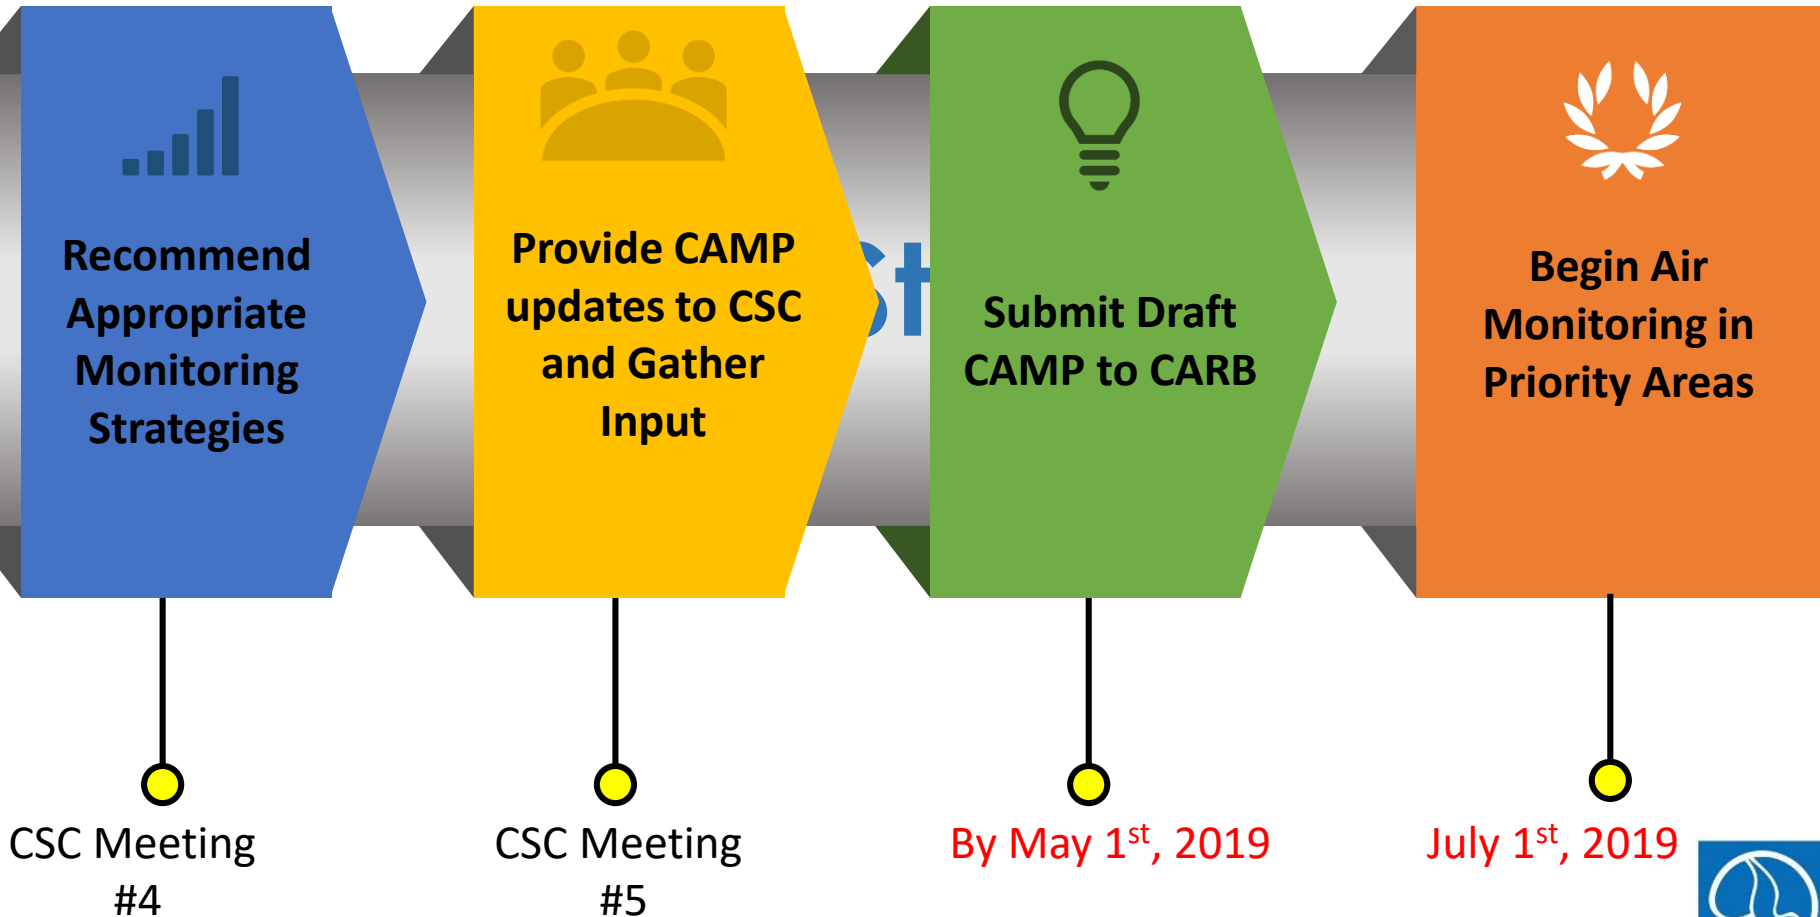 Recommend
Appropriate
Monitoring
Strategies
Provide CAMP
updates to CSC
and Gather
Input
St
Submit Draft
CAMP to CARB
Begin Air
Monitoring in
Priority Areas
CSC Meeting
#4
CSC Meeting
#5
By May 1st, 2019
July 1st, 2019